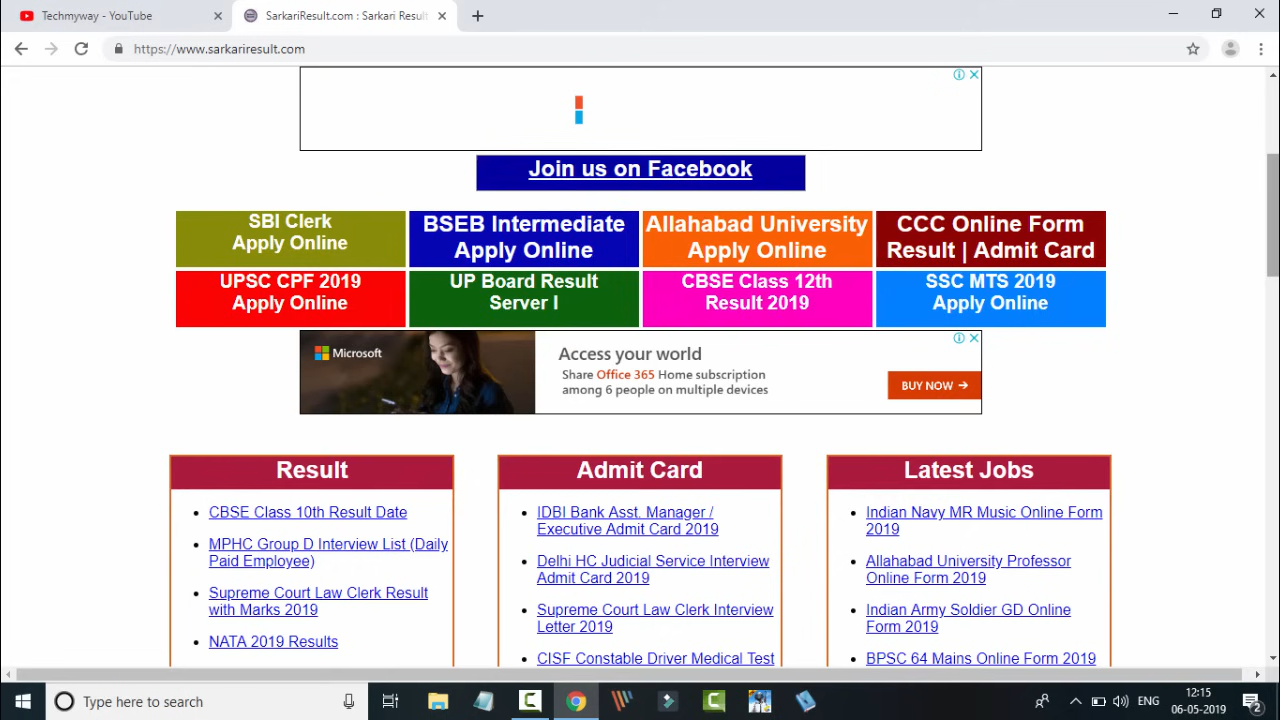 Techmyway - YouTube
SarkariResult.com : Sarkari Result
https://www.sarkariresult.com
Join us on Facebook
SBI Clerk
Apply Online
BSEB Intermediate
Apply Online
Allahabad University
Apply Online
CCC Online Form
Result | Admit Card
UPSC CPF 2019
Apply Online
UP Board Result
Server I
CBSE Class 12th
Result 2019
SSC MTS 2019
Apply Online
Microsoft
Access your world
Share Office 365 Home subscription
among 6 people on multiple devices
BUY NOW →
Result
CBSE Class 10th Result Date
MPHC Group D Interview List (Daily
Paid Employee)
Supreme Court Law Clerk Result
with Marks 2019
NATA 2019 Results
Admit Card
IDBI Bank Asst. Manager /
Executive Admit Card 2019
Delhi HC Judicial Service Interview
Admit Card 2019
Supreme Court Law Clerk Interview
Letter 2019
CISF Constable Driver Medical Test
Latest Jobs
Indian Navy MR Music Online Form
2019
Allahabad University Professor
Online Form 2019
Indian Army Soldier GD Online
Form 2019
BPSC 64 Mains Online Form 2019
Type here to search
ENG
12:15
06-05-2019
2